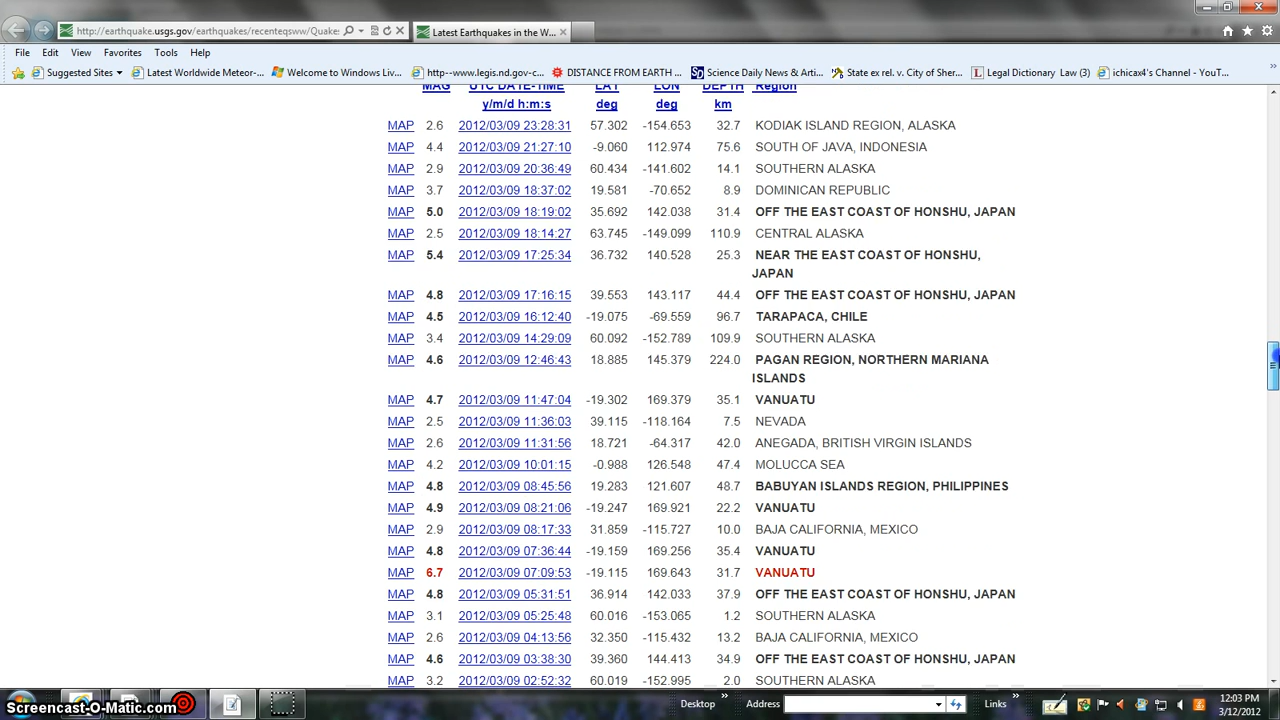 http://earthquake.usgs.gov/earthquakes/recenteqsww/Quake
Latest Earthquakes in the W...
File Edit View Favorites Tools Help
Suggested Sites Latest Worldwide Meteor-... Welcome to Windows Liv... http--www.legis.nd.gov-c... DISTANCE FROM EARTH ... Science Daily News & Arti... State ex rel. v. City of Sher... Legal Dictionary Law (3) ichicax4's Channel - YouT...
MAG UTC DATE-TIME LAT LON DEPTH Region
y/m/d h:m:s deg deg km
MAP 2.6 2012/03/09 23:28:31 57.302 -154.653 32.7 KODIAK ISLAND REGION, ALASKA
MAP 4.4 2012/03/09 21:27:10 -9.060 112.974 75.6 SOUTH OF JAVA, INDONESIA
MAP 2.9 2012/03/09 20:36:49 60.434 -141.602 14.1 SOUTHERN ALASKA
MAP 3.7 2012/03/09 18:37:02 19.581 -70.652 8.9 DOMINICAN REPUBLIC
MAP 5.0 2012/03/09 18:19:02 35.692 142.038 31.4 OFF THE EAST COAST OF HONSHU, JAPAN
MAP 2.5 2012/03/09 18:14:27 63.745 -149.099 110.9 CENTRAL ALASKA
MAP 5.4 2012/03/09 17:25:34 36.732 140.528 25.3 NEAR THE EAST COAST OF HONSHU,
JAPAN
MAP 4.8 2012/03/09 17:16:15 39.553 143.117 44.4 OFF THE EAST COAST OF HONSHU, JAPAN
MAP 4.5 2012/03/09 16:12:40 -19.075 -69.559 96.7 TARAPACA, CHILE
MAP 3.4 2012/03/09 14:29:09 60.092 -152.789 109.9 SOUTHERN ALASKA
MAP 4.6 2012/03/09 12:46:43 18.885 145.379 224.0 PAGAN REGION, NORTHERN MARIANA
ISLANDS
MAP 4.7 2012/03/09 11:47:04 -19.302 169.379 35.1 VANUATU
MAP 2.5 2012/03/09 11:36:03 39.115 -118.164 7.5 NEVADA
MAP 2.6 2012/03/09 11:31:56 18.721 -64.317 42.0 ANEGADA, BRITISH VIRGIN ISLANDS
MAP 4.2 2012/03/09 10:01:15 -0.988 126.548 47.4 MOLUCCA SEA
MAP 4.8 2012/03/09 08:45:56 19.283 121.607 48.7 BABUYAN ISLANDS REGION, PHILIPPINES
MAP 4.9 2012/03/09 08:21:06 -19.247 169.921 22.2 VANUATU
MAP 2.9 2012/03/09 08:17:33 31.859 -115.727 10.0 BAJA CALIFORNIA, MEXICO
MAP 4.8 2012/03/09 07:36:44 -19.159 169.256 35.4 VANUATU
MAP 6.7 2012/03/09 07:09:53 -19.115 169.643 31.7 VANUATU
MAP 4.8 2012/03/09 05:31:51 36.914 142.033 37.9 OFF THE EAST COAST OF HONSHU, JAPAN
MAP 3.1 2012/03/09 05:25:48 60.016 -153.065 1.2 SOUTHERN ALASKA
MAP 2.6 2012/03/09 04:13:56 32.350 -115.432 13.2 BAJA CALIFORNIA, MEXICO
MAP 4.6 2012/03/09 03:38:30 39.360 144.413 34.9 OFF THE EAST COAST OF HONSHU, JAPAN
MAP 3.2 2012/03/09 02:52:32 60.019 -152.995 2.0 SOUTHERN ALASKA
Screencast-O-Matic.com Desktop » Address Links » 12:03 PM
3/12/2012